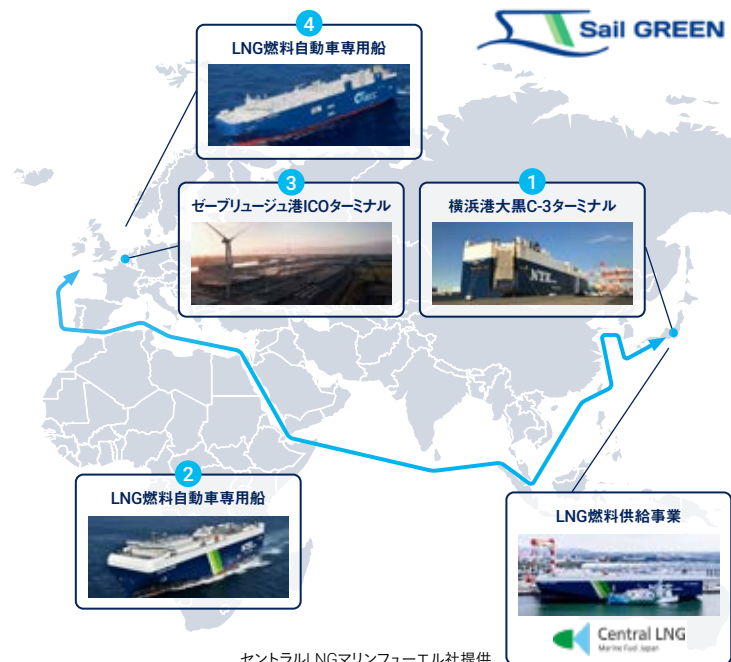 Sail GREEN
4
LNG燃料自動車専用船
3
ゼーブリュージュ港ICOターミナル
1
横浜港大黒C-3ターミナル
NYK
2
LNG燃料自動車専用船
LNG燃料供給事業
Central LNG
Marine Fuel Japan
セントラルLNGマリンフューエル社提供